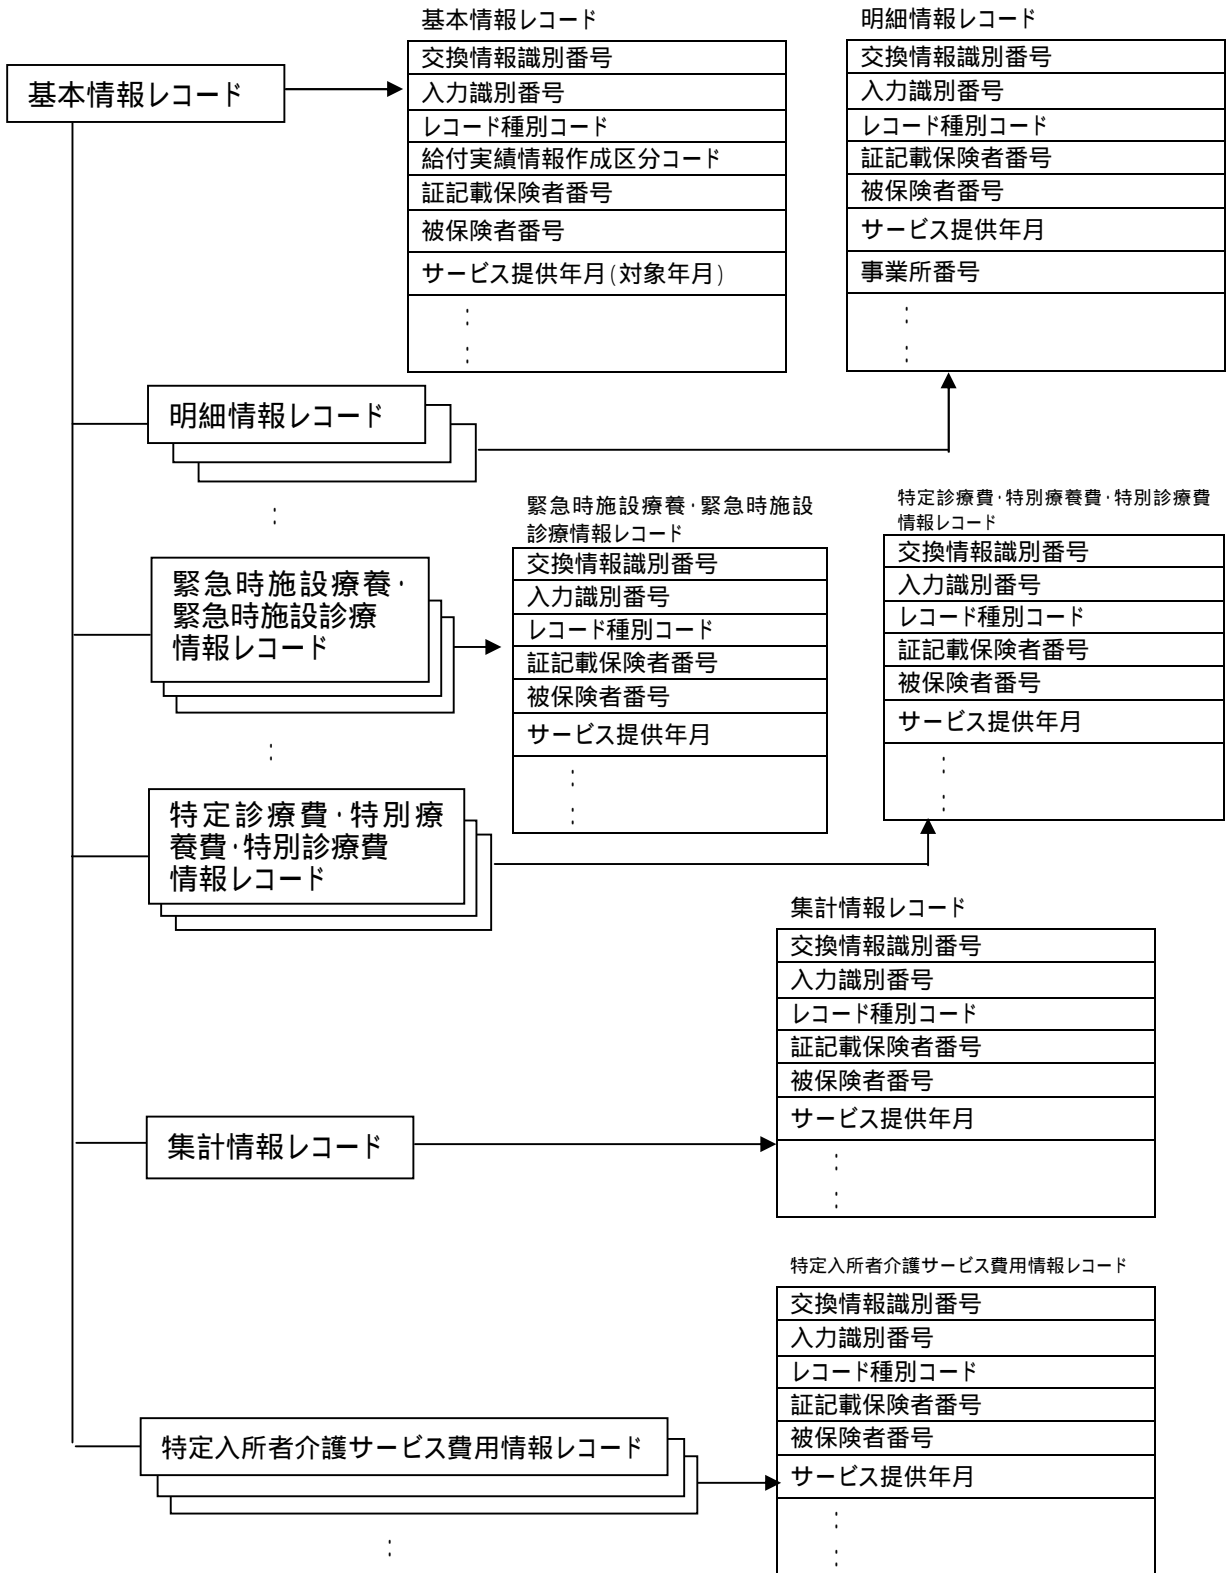 基本情報レコード
明細情報レコード
基本情報レコード
交換情報識別番号
入力識別番号
レコード種別コード
給付実績情報作成区分コード
証記載保険者番号
被保険者番号
サービス提供年月(対象年月)
:
:
交換情報識別番号
入力識別番号
レコード種別コード
証記載保険者番号
被保険者番号
サービス提供年月
事業所番号
:
:
明細情報レコード
:
緊急時施設療養・緊急時施設
診療情報レコード
特定診療費・特別療養費・特別診療費
情報レコード
緊急時施設療養・
緊急時施設診療
情報レコード
:
交換情報識別番号
入力識別番号
レコード種別コード
証記載保険者番号
被保険者番号
サービス提供年月
:
:
交換情報識別番号
入力識別番号
レコード種別コード
証記載保険者番号
被保険者番号
サービス提供年月
:
:
特定診療費・特別療
養費・特別診療費
情報レコード
集計情報レコード
集計情報レコード
交換情報識別番号
入力識別番号
レコード種別コード
証記載保険者番号
被保険者番号
サービス提供年月
:
:
特定入所者介護サービス費用情報レコード
特定入所者介護サービス費用情報レコード
:
交換情報識別番号
入力識別番号
レコード種別コード
証記載保険者番号
被保険者番号
サービス提供年月
:
: